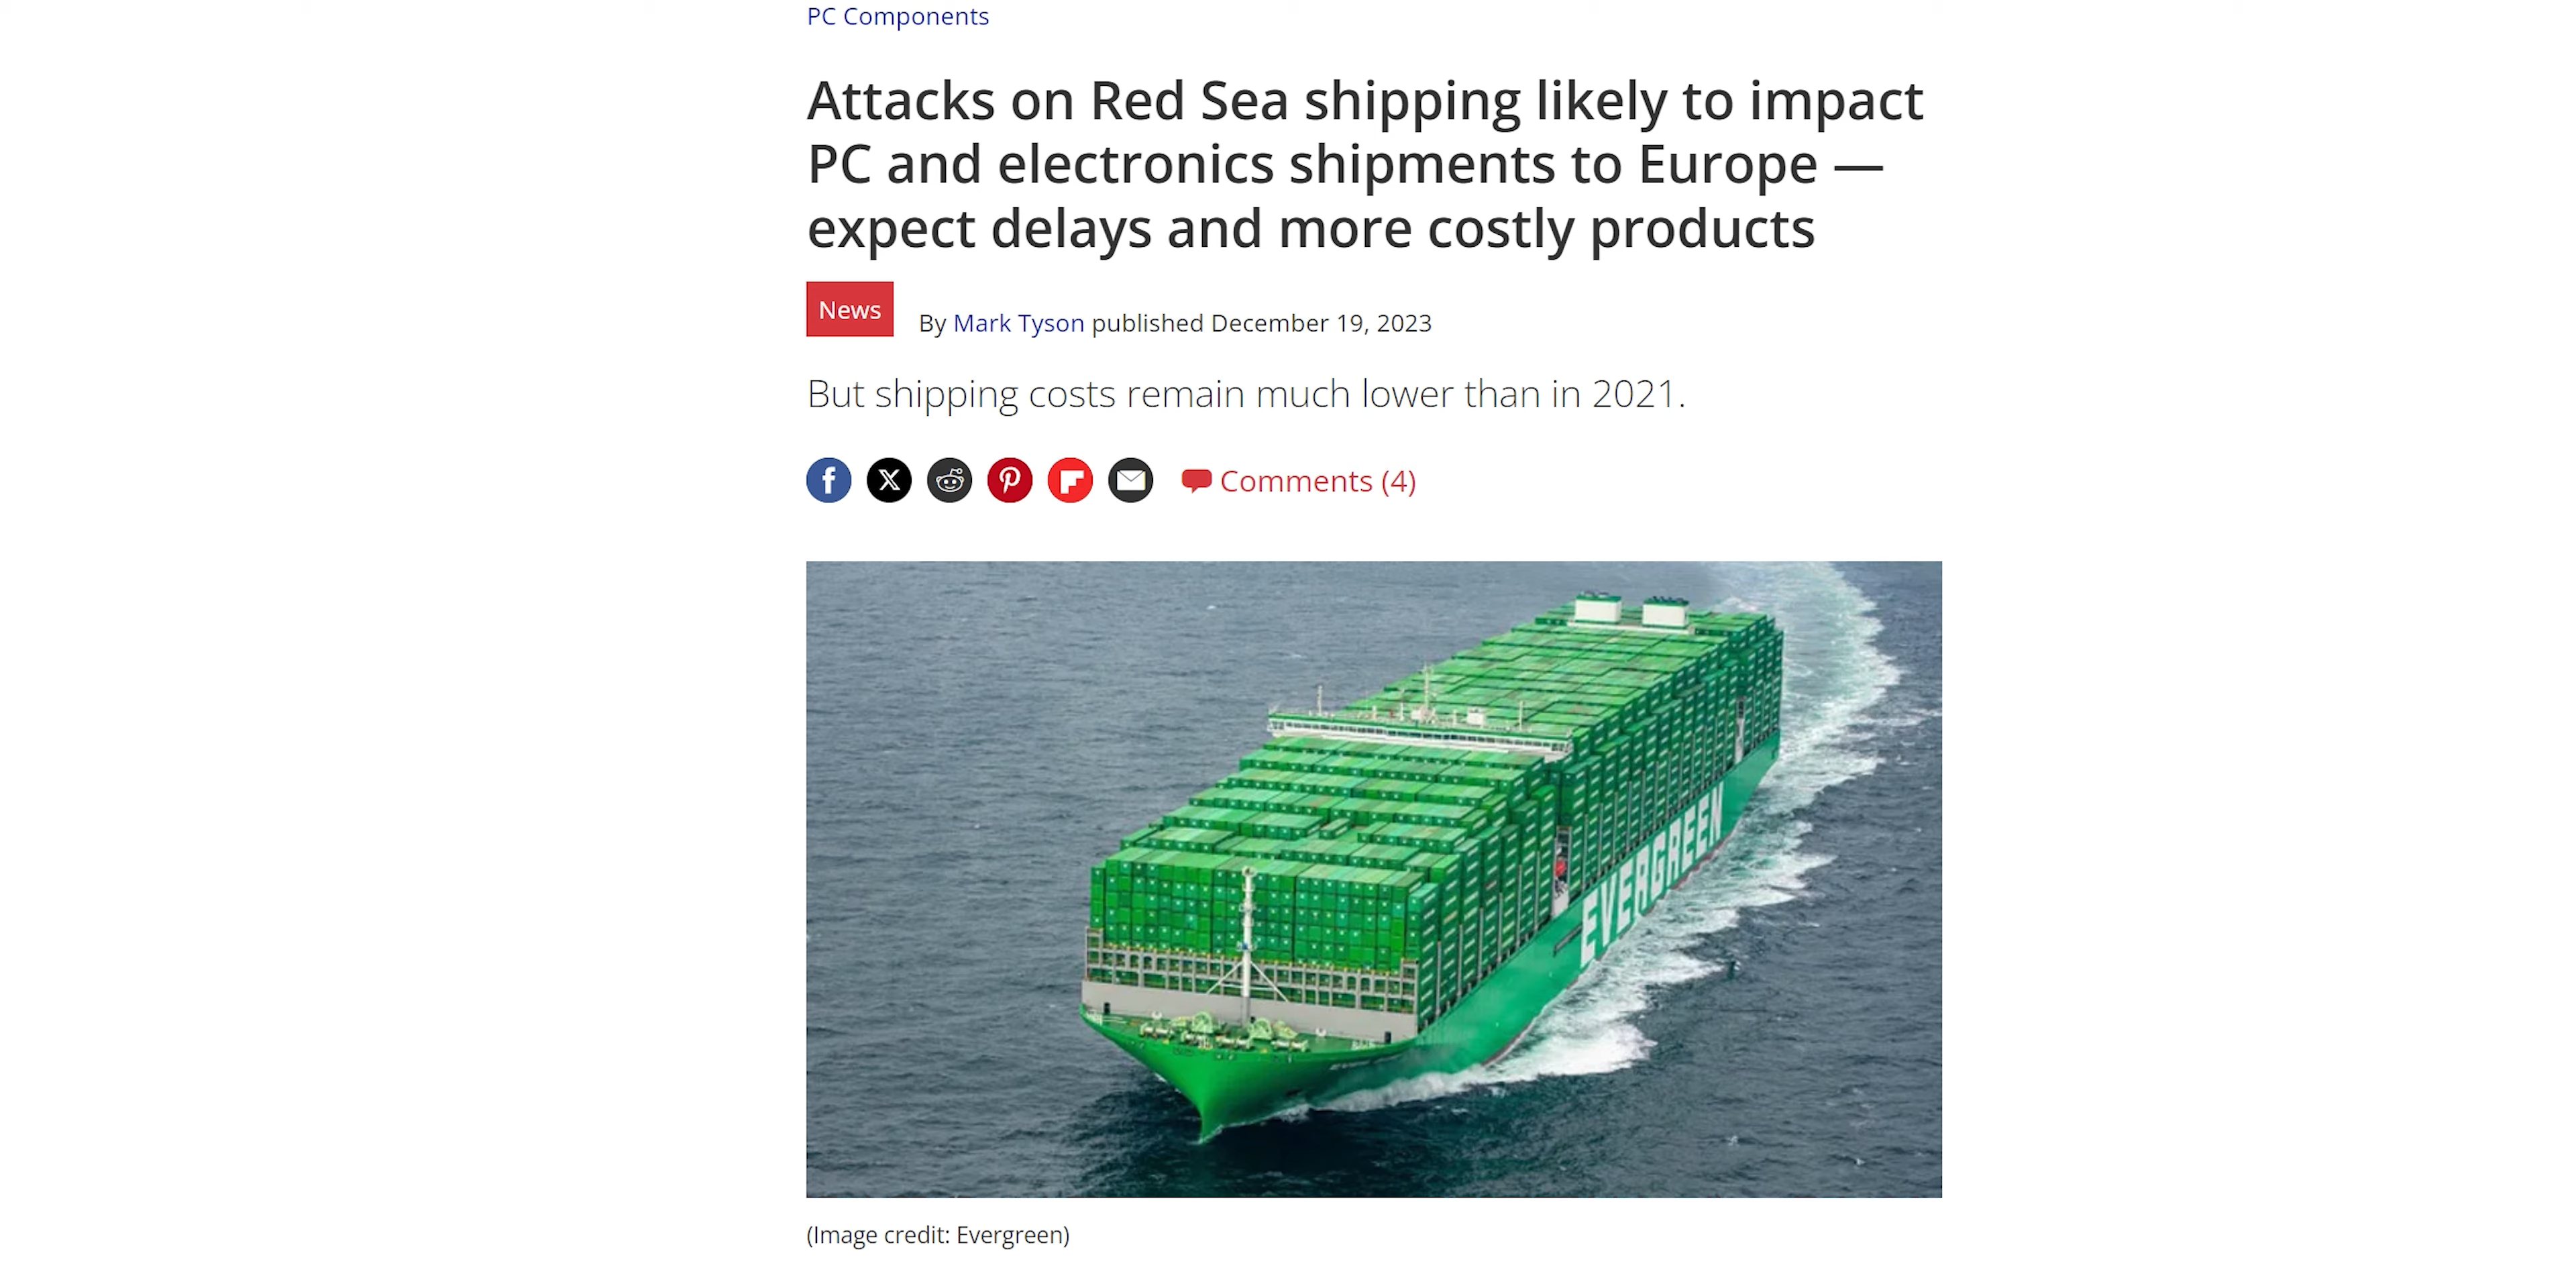 PC Components
Attacks on Red Sea shipping likely to impact
PC and electronics shipments to Europe —
expect delays and more costly products
News
By Mark Tyson published December 19, 2023
But shipping costs remain much lower than in 2021.
Comments (4)
EVERGREEN
(Image credit: Evergreen)